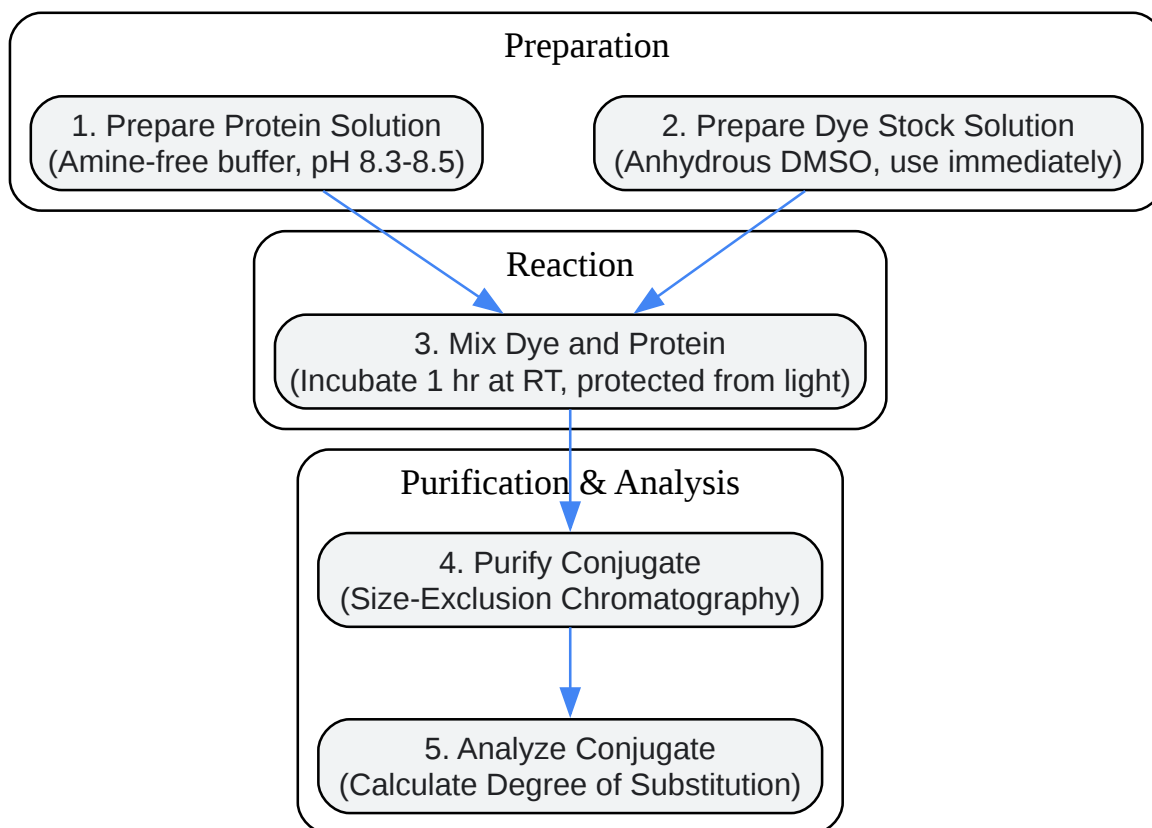 Preparation
1. Prepare Protein Solution
(Amine-free buffer, pH 8.3-8.5)
2. Prepare Dye Stock Solution
(Anhydrous DMSO, use immediately)
Reaction
3. Mix Dye and Protein
(Incubate 1 hr at RT, protected from light)
Purification & Analysis
4. Purify Conjugate
(Size-Exclusion Chromatography)
5. Analyze Conjugate
(Calculate Degree of Substitution)